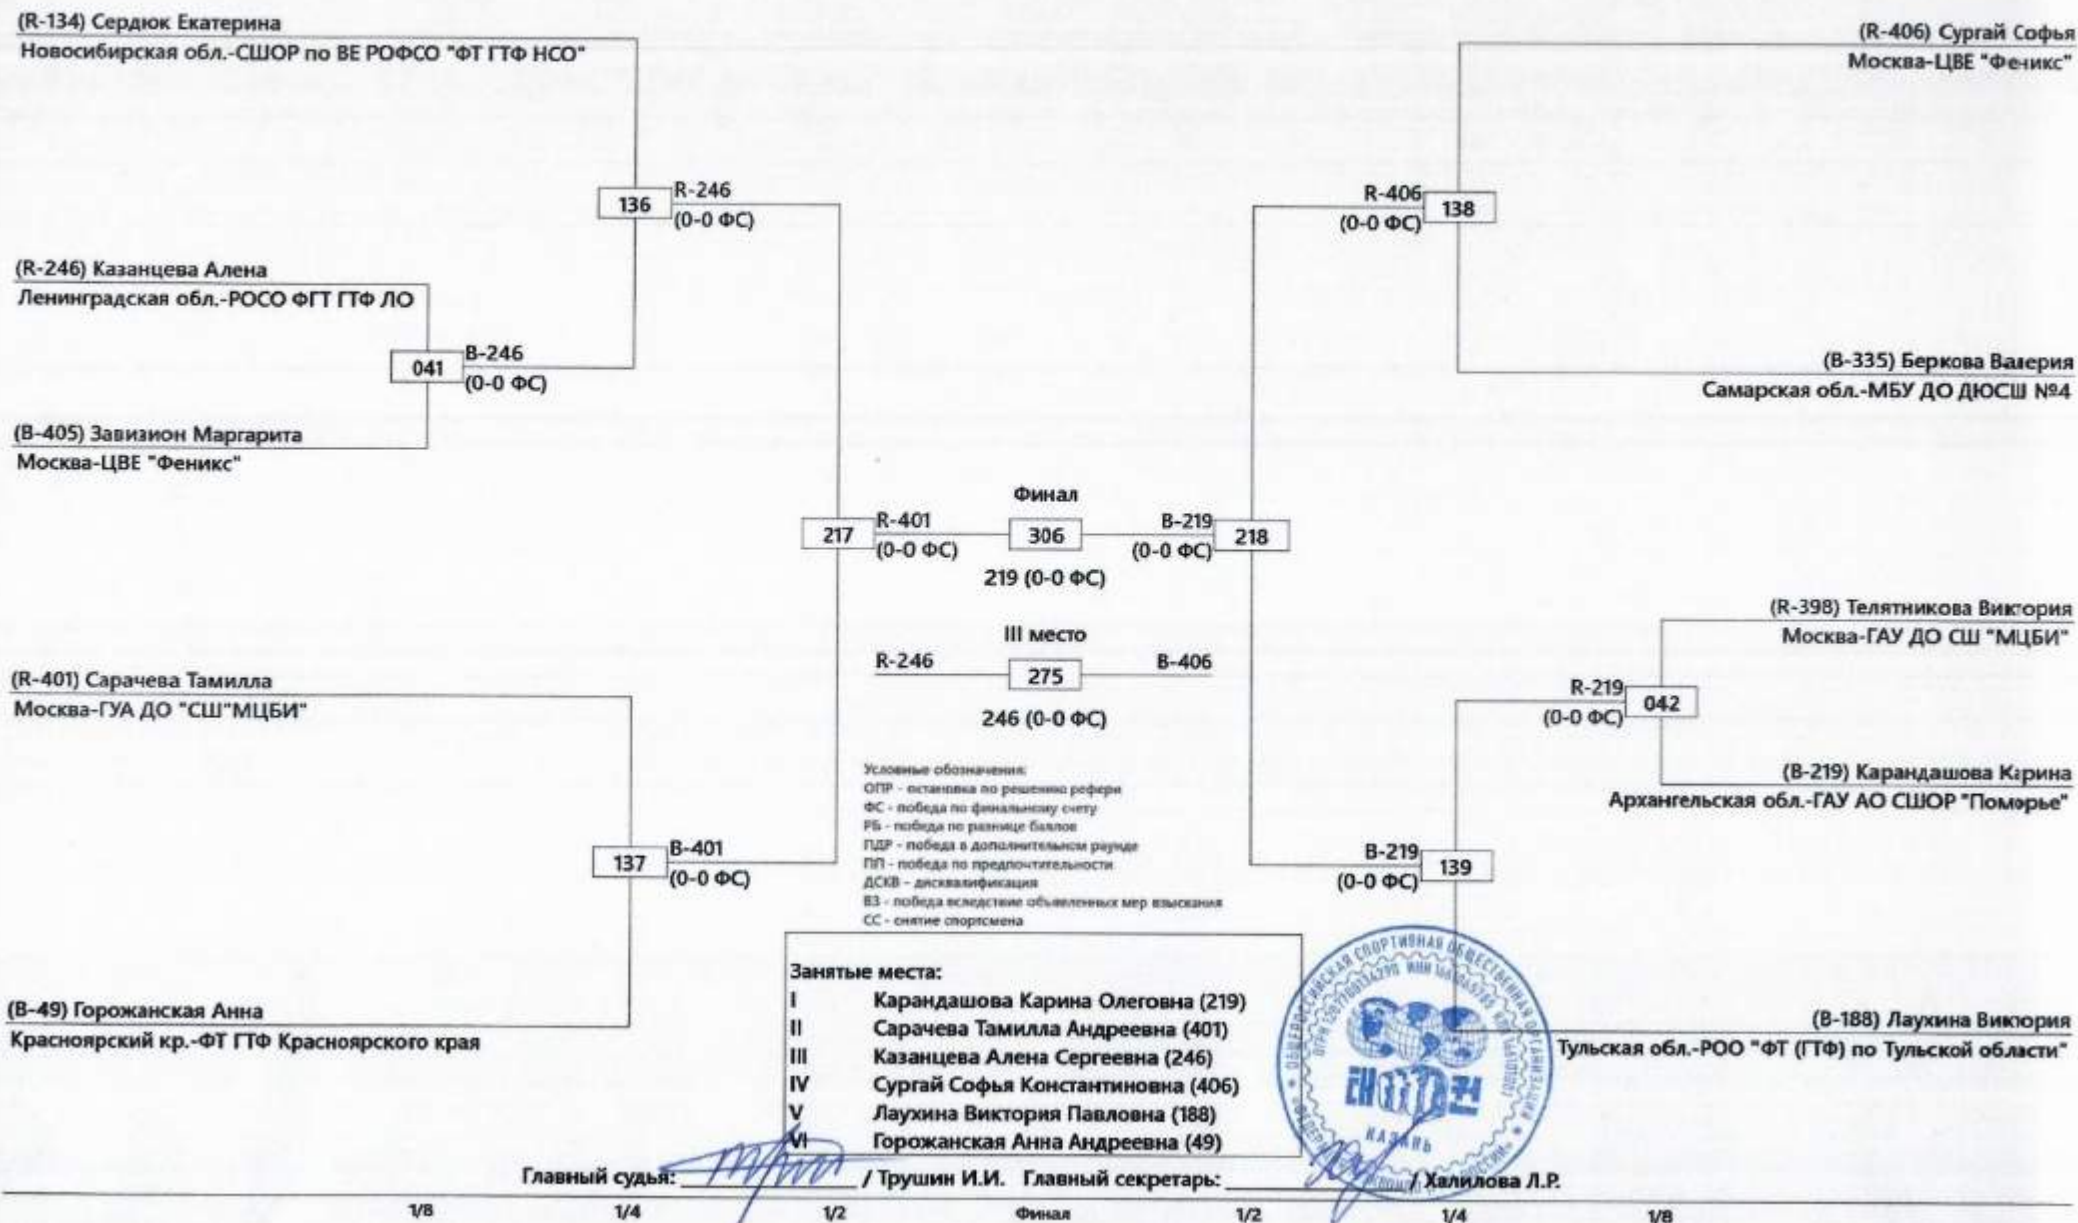 (R-134) Сердюк Екатерина
Новосибирская обл.-СШОР по ВЕ РОФСО "ФТ ГТФ НСО"
(R-406) Сургай Софья
Москва-ЦВЕ "Феникс"
136
R-246
(0-0 ФС)
R-406
(0-0 ФС)
138
(R-246) Казанцева Алена
Ленинградская обл.-РОСО ФГТ ГТФ ЛО
041
B-246
(0-0 ФС)
(B-335) Беркова Валерия
Самарская обл.-МБУ ДО ДЮСШ №4
(B-405) Завизион Маргарита
Москва-ЦВЕ "Феникс"
Финал
217
R-401
(0-0 ФС)
306
B-219
(0-0 ФС)
218
219 (0-0 ФС)
(R-398) Телятникова Виктория
Москва-ГАУ ДО СШ "МЦБИ"
III место
R-246
275
B-406
246 (0-0 ФС)
(R-401) Сарачева Тамилла
Москва-ГУА ДО "СШ"МЦБИ"
R-219
(0-0 ФС)
042
(B-219) Карандашова Карина
Архангельская обл.-ГАУ АО СШОР "Поморье"
Условные обозначения:
ОПР - остановка по решению рефери
ФС - победа по финальному счету
РБ - победа по разнице баллов
ПДР - победа в дополнительном раунде
ПП - победа по предпочтительности
ДСКВ - дисквалификация
ВЗ - победа вследствие объявленных мер взыскания
СС - снятие спортсмена
137
B-401
(0-0 ФС)
B-219
(0-0 ФС)
139
(B-49) Горожанская Анна
Красноярский кр.-ФТ ГТФ Красноярского края
(B-188) Лаухина Виктория
Тульская обл.-РОО "ФТ (ГТФ) по Тульской области"
Занятые места:
I Карандашова Карина Олеговна (219)
II Сарачева Тамилла Андреевна (401)
III Казанцева Алена Сергеевна (246)
IV Сургай Софья Константиновна (406)
V Лаухина Виктория Павловна (188)
VI Горожанская Анна Андреевна (49)
ОБЩЕРОССИЙСКАЯ СПОРТИВНАЯ ОБЩЕСТВЕННАЯ ОРГАНИЗАЦИЯ
КАЗАНЬ
Главный судья: / Трушин И.И. Главный секретарь: / Халилова Л.Р.
1/8 1/4 1/2 Финал 1/2 1/4 1/8